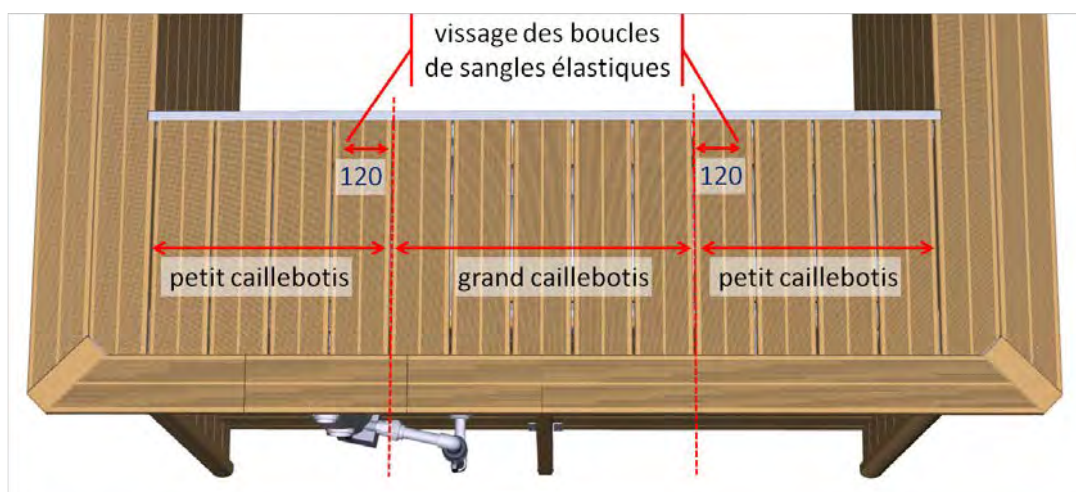 vissage des boucles
de sangles élastiques
120
120
petit caillebotis
grand caillebotis
petit caillebotis